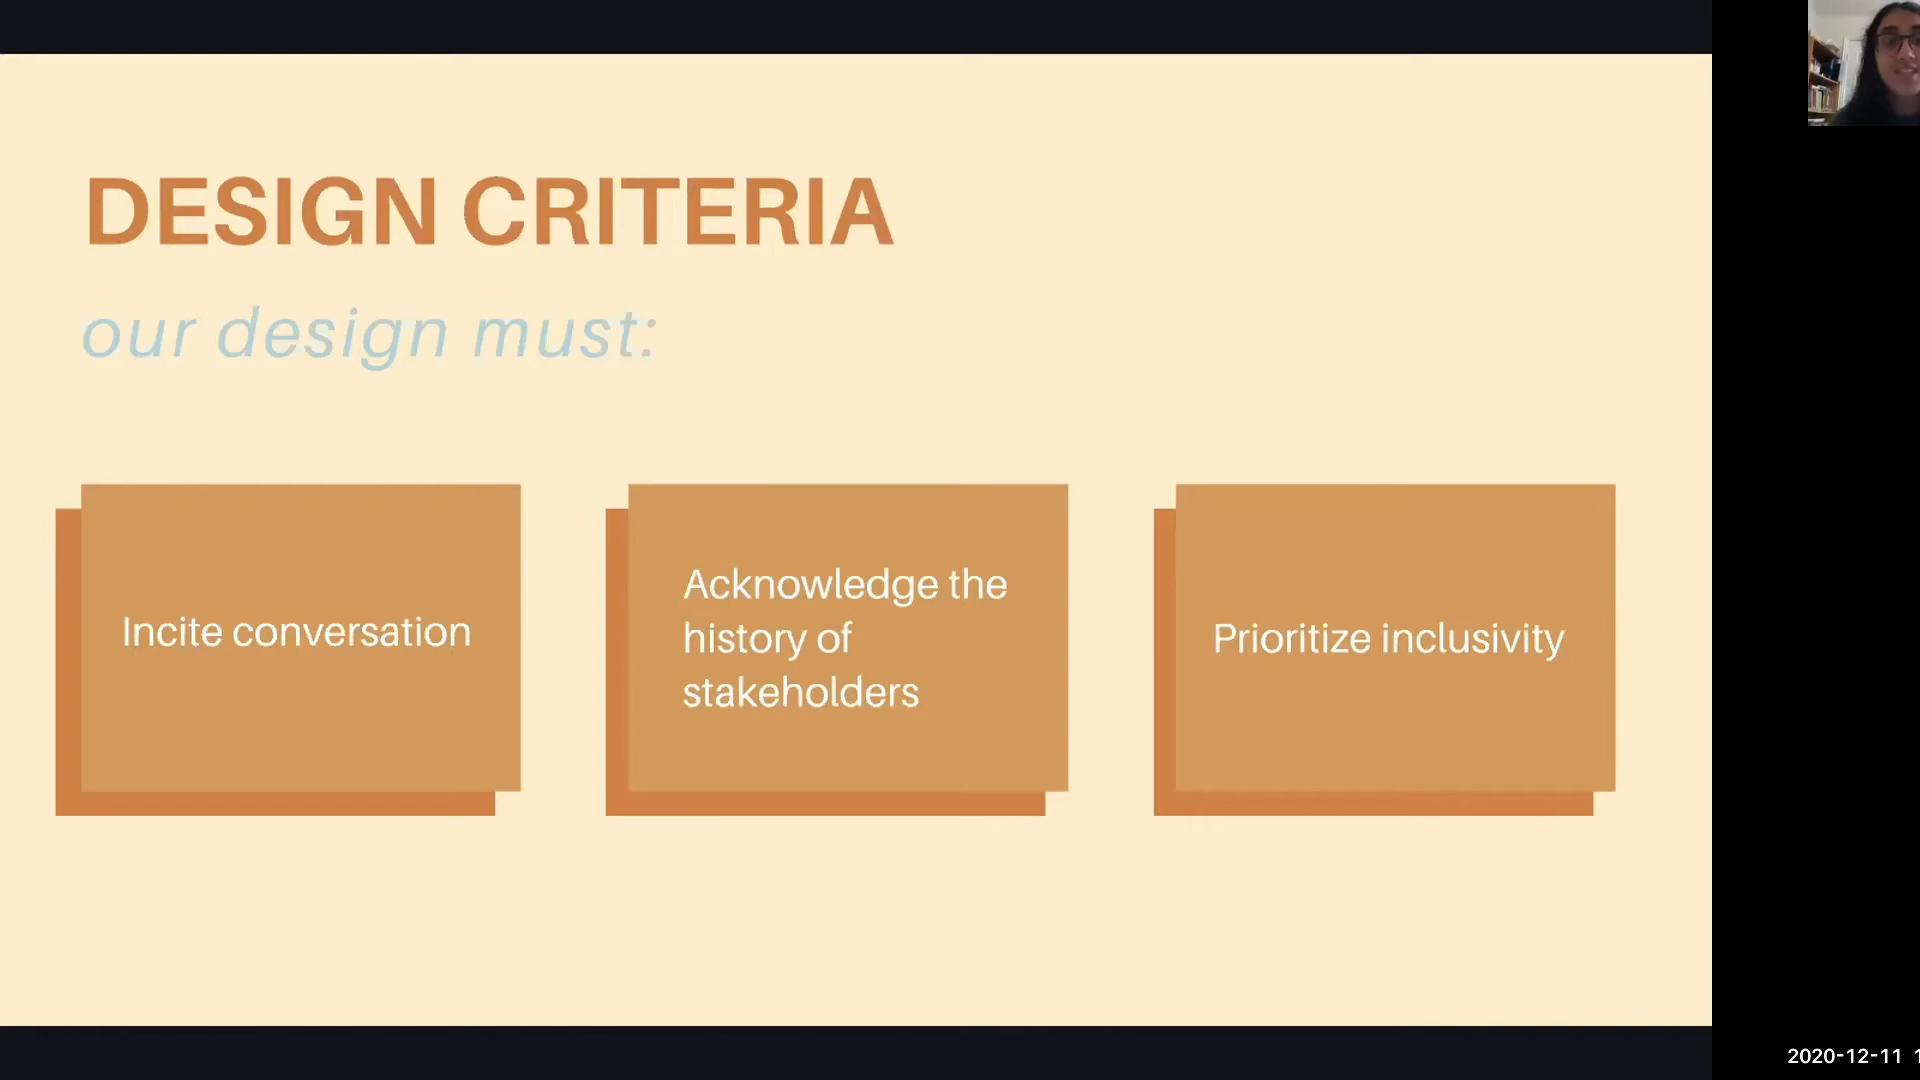 DESIGN CRITERIA
our design must:
Incite conversation
Acknowledge the
history of
stakeholders
Prioritize inclusivity
2020-12-11